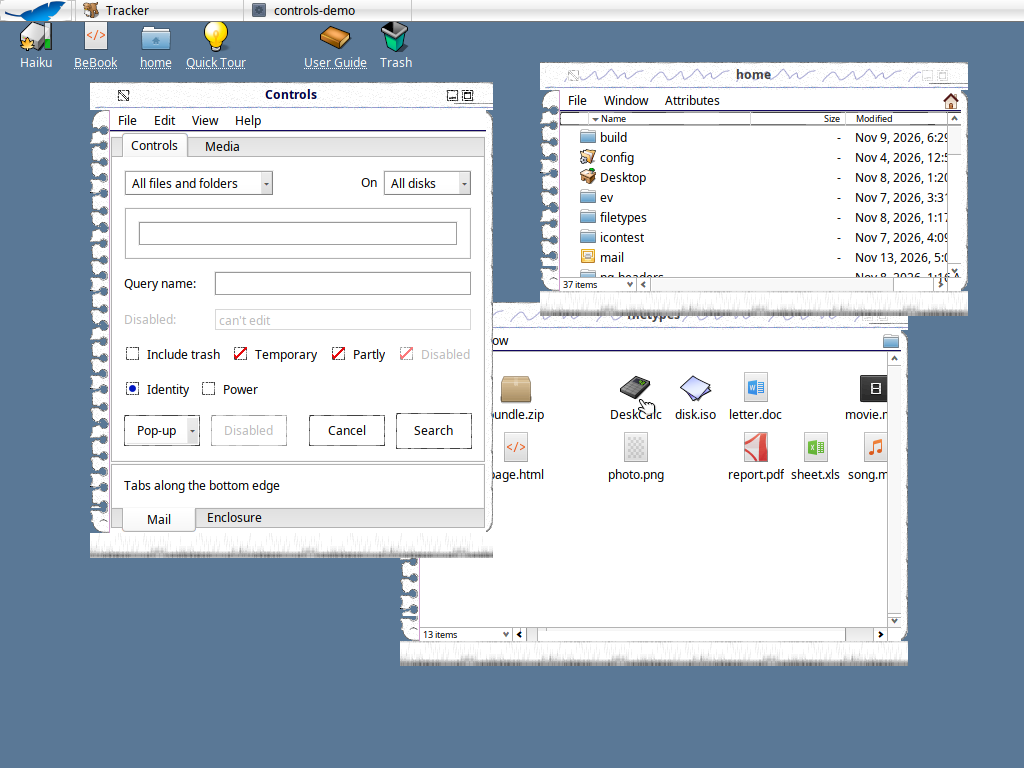 Tracker
controls-demo
Haiku
BeBook
home
Quick Tour
User Guide
Trash
Controls
File Edit View Help
Controls Media
All files and folders On All disks
Query name:
Disabled: can't edit
Include trash Temporary Partly Disabled
Identity Power
Pop-up Disabled Cancel Search
Tabs along the bottom edge
Mail Enclosure
home
File Window Attributes
Name Size Modified
build - Nov 9, 2026, 6:29
config - Nov 4, 2026, 12:5
Desktop - Nov 8, 2026, 1:20
ev - Nov 7, 2026, 3:31
filetypes - Nov 8, 2026, 1:17
icontest - Nov 7, 2026, 4:09
mail - Nov 13, 2026, 5:0
37 items
filetypes
ow
undle.zip DeskCalc disk.iso letter.doc movie.m
page.html photo.png report.pdf sheet.xls song.m
13 items